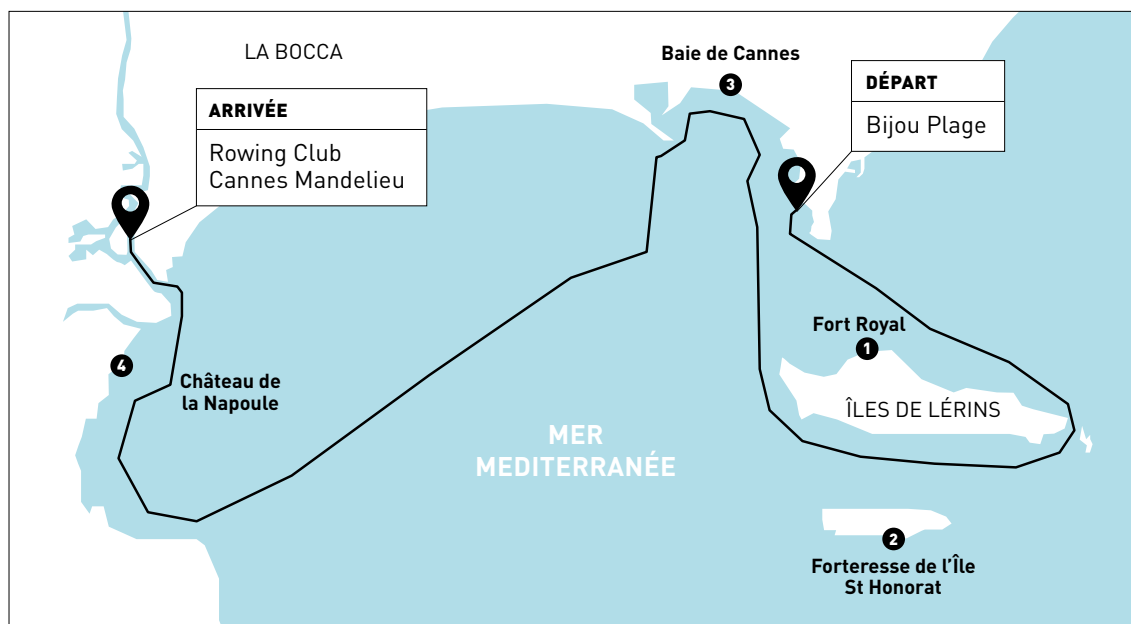 LA BOCCA
Baie de Cannes
3
DÉPART
Bijou Plage
ARRIVÉE
Rowing Club
Cannes Mandelieu
Fort Royal
1
4
Château de
la Napoule
ÎLES DE LÉRINS
MER
MEDITERRANÉE
2
Forteresse de l’Île
St Honorat